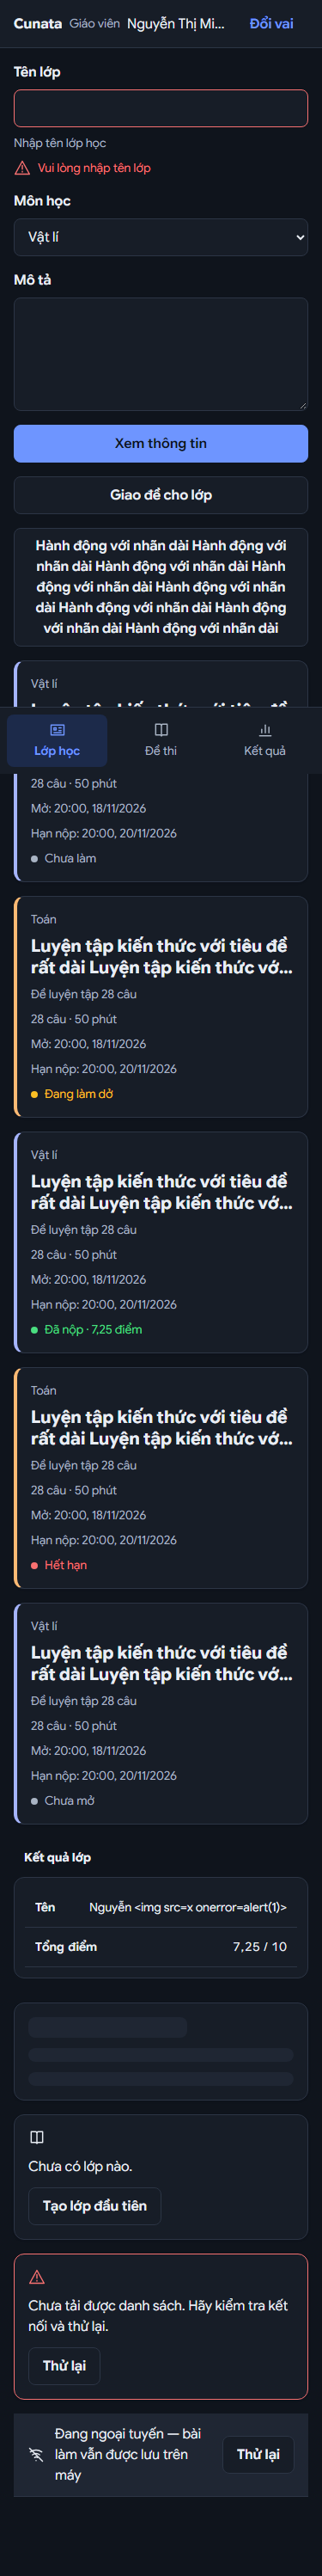 Cunata Giáo viên Nguyễn Thị Mi... Đổi vai
Tên lớp
Nhập tên lớp học
Vui lòng nhập tên lớp
Môn học
Vật lí
Mô tả
Xem thông tin
Giao đề cho lớp
Hành động với nhãn dài Hành động với
nhãn dài Hành động với nhãn dài Hành
động với nhãn dài Hành động với nhãn
dài Hành động với nhãn dài Hành động
với nhãn dài Hành động với nhãn dài
Vật lí
Lớp học Đề thi Kết quả
28 câu · 50 phút
Mở: 20:00, 18/11/2026
Hạn nộp: 20:00, 20/11/2026
Chưa làm
Toán
Luyện tập kiến thức với tiêu đề
rất dài Luyện tập kiến thức vớ...
Đề luyện tập 28 câu
28 câu · 50 phút
Mở: 20:00, 18/11/2026
Hạn nộp: 20:00, 20/11/2026
Đang làm dở
Vật lí
Luyện tập kiến thức với tiêu đề
rất dài Luyện tập kiến thức vớ...
Đề luyện tập 28 câu
28 câu · 50 phút
Mở: 20:00, 18/11/2026
Hạn nộp: 20:00, 20/11/2026
Đã nộp · 7,25 điểm
Toán
Luyện tập kiến thức với tiêu đề
rất dài Luyện tập kiến thức vớ...
Đề luyện tập 28 câu
28 câu · 50 phút
Mở: 20:00, 18/11/2026
Hạn nộp: 20:00, 20/11/2026
Hết hạn
Vật lí
Luyện tập kiến thức với tiêu đề
rất dài Luyện tập kiến thức vớ...
Đề luyện tập 28 câu
28 câu · 50 phút
Mở: 20:00, 18/11/2026
Hạn nộp: 20:00, 20/11/2026
Chưa mở
Kết quả lớp
Tên Nguyễn <img src=x onerror=alert(1)>
Tổng điểm 7,25 / 10
Chưa có lớp nào.
Tạo lớp đầu tiên
Chưa tải được danh sách. Hãy kiểm tra kết
nối và thử lại.
Thử lại
Đang ngoại tuyến — bài
làm vẫn được lưu trên
máy
Thử lại